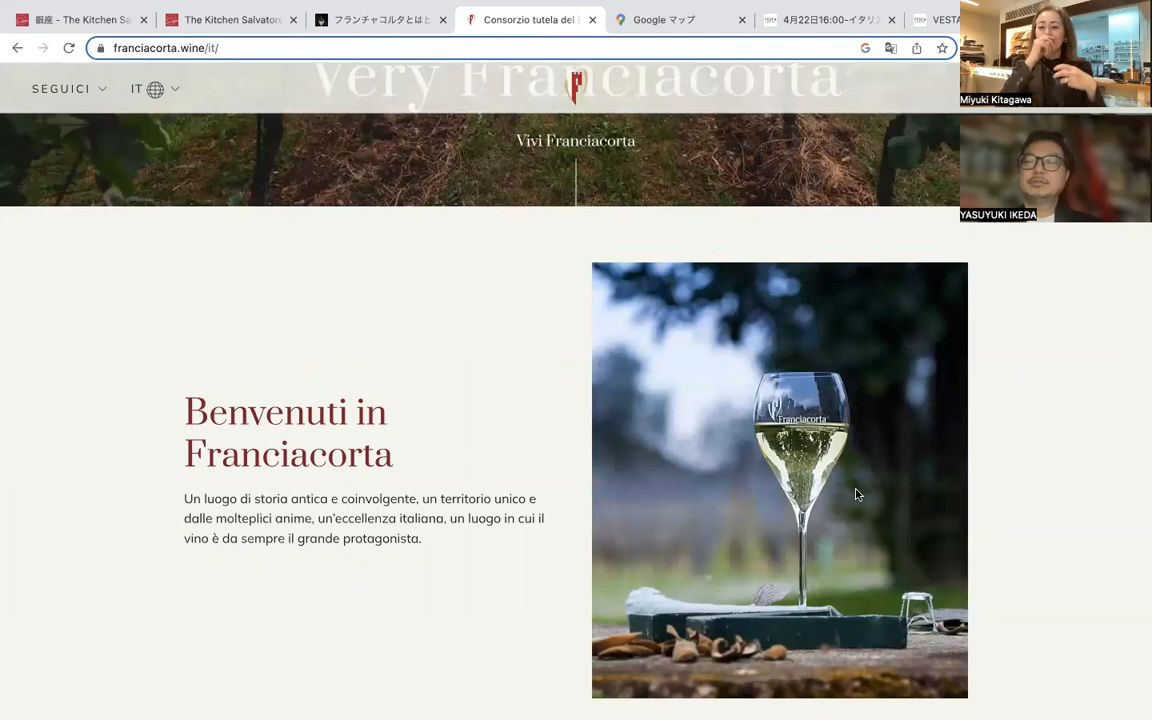 銀座 - The Kitchen Sal
The Kitchen Salvatore
フランチャコルタとはと
Consorzio tutela del
Google マップ
4月22日16:00-イタリ
VESTA
franciacorta.wine/it/
SEGUICI
IT
Very Franciacorta
Vivi Franciacorta
Miyuki Kitagawa
YASUYUKI IKEDA
Benvenuti in
Franciacorta
Un luogo di storia antica e coinvolgente, un territorio unico e
dalle molteplici anime, un'eccellenza italiana, un luogo in cui il
vino è da sempre il grande protagonista.
Franciacorta